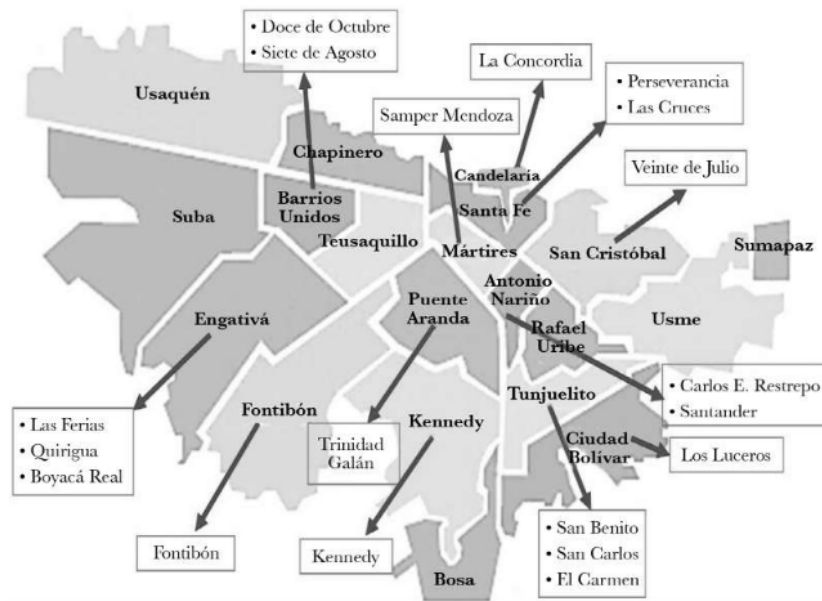 • Doce de Octubre
• Siete de Agosto
La Concordia
• Perseverancia
• Las Cruces
Samper Mendoza
Veinte de Julio
Usaquén
Chapinero
Candelaría
Santa Fe
Barrios
Unidos
Suba
Teusaquillo
Mártires
San Cristóbal
Sumapaz
Antonio
Nariño
Puente
Aranda
Engativá
Rafael
Uribe
Usme
Tunjuelito
• Carlos E. Restrepo
• Santander
Fontibón
Kennedy
• Las Ferias
• Quirigua
• Boyacá Real
Trinidad
Galán
Ciudad
Bolívar
Los Luceros
Fontibón
Kennedy
• San Benito
• San Carlos
• El Carmen
Bosa